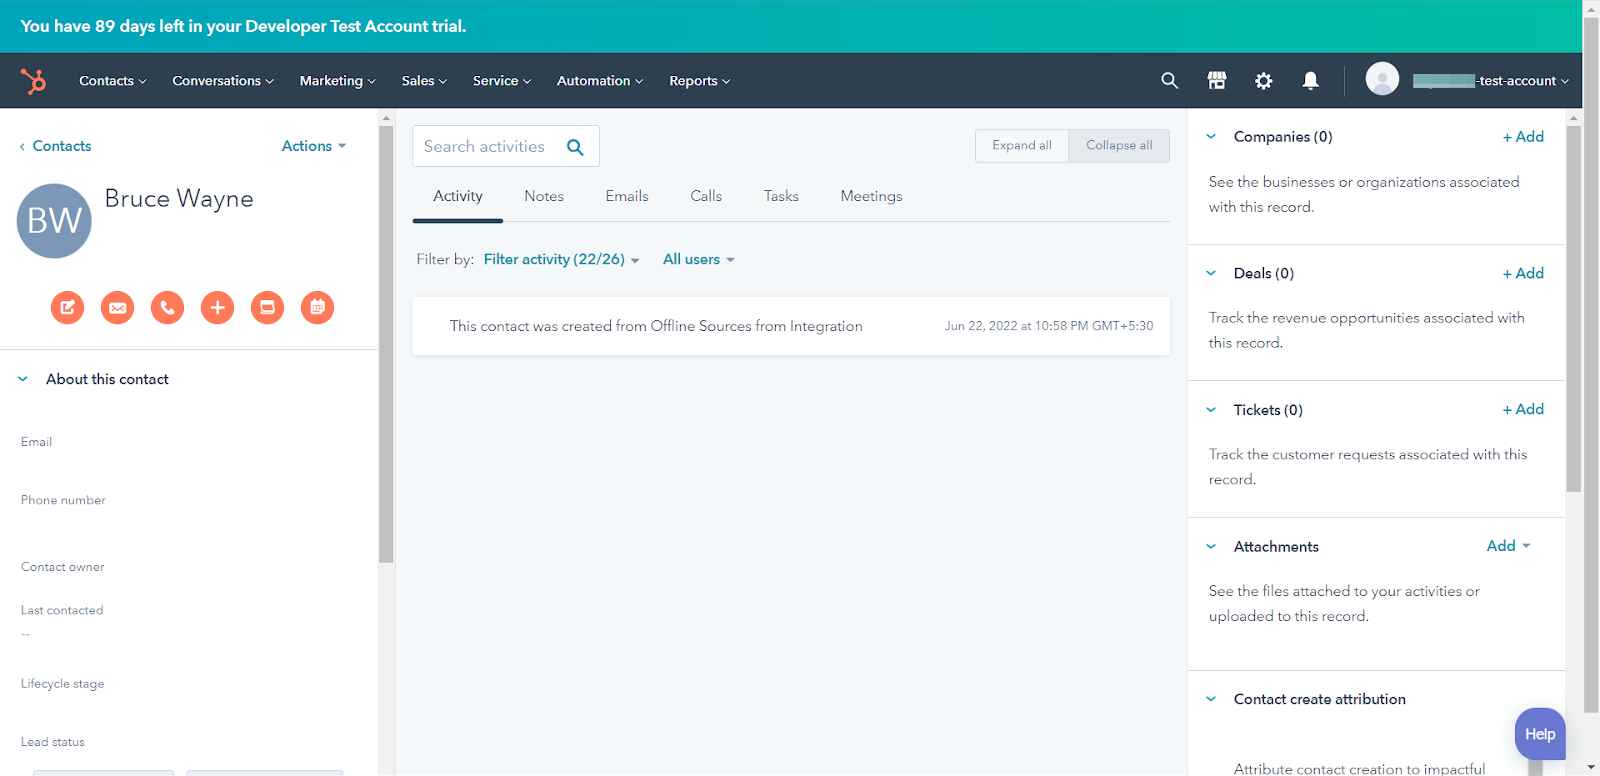 You have 89 days left in your Developer Test Account trial.
Contacts Conversations Marketing Sales Service Automation Reports -test-account
Contacts Actions
BW Bruce Wayne
About this contact
Email
Phone number
Contact owner
Last contacted
--
Lifecycle stage
Lead status
Search activities Expand all Collapse all
Activity Notes Emails Calls Tasks Meetings
Filter by: Filter activity (22/26) All users
This contact was created from Offline Sources from Integration Jun 22, 2022 at 10:58 PM GMT+5:30
Companies (0) + Add
See the businesses or organizations associated
with this record.
Deals (0) + Add
Track the revenue opportunities associated with
this record.
Tickets (0) + Add
Track the customer requests associated with this
record.
Attachments Add
See the files attached to your activities or
uploaded to this record.
Contact create attribution
Help
Attribute contact creation to impactful